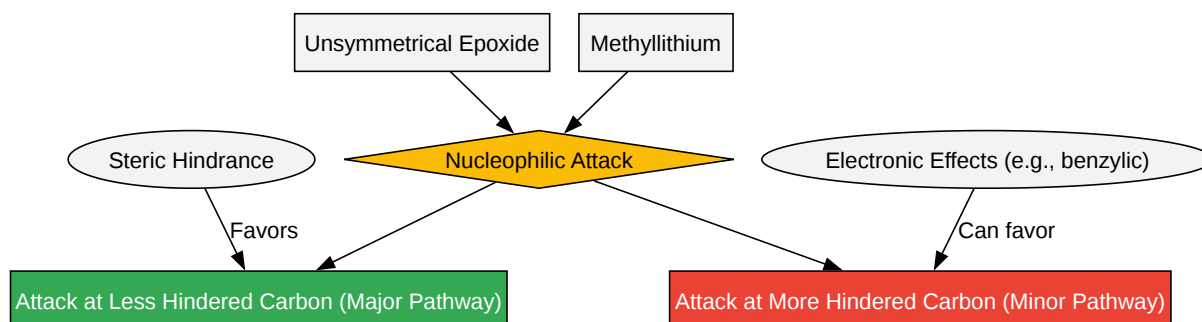 Unsymmetrical Epoxide
Methyllithium
Steric Hindrance
Nucleophilic Attack
Electronic Effects (e.g., benzylic)
Favors
Can favor
Attack at Less Hindered Carbon (Major Pathway)
Attack at More Hindered Carbon (Minor Pathway)